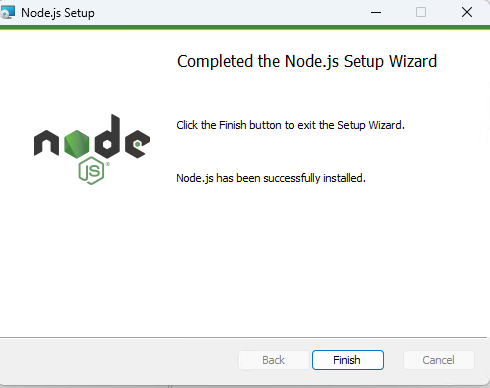 Node.js Setup
Completed the Node.js Setup Wizard
Click the Finish button to exit the Setup Wizard.
node
JS
Node.js has been successfully installed.
Back
Finish
Cancel